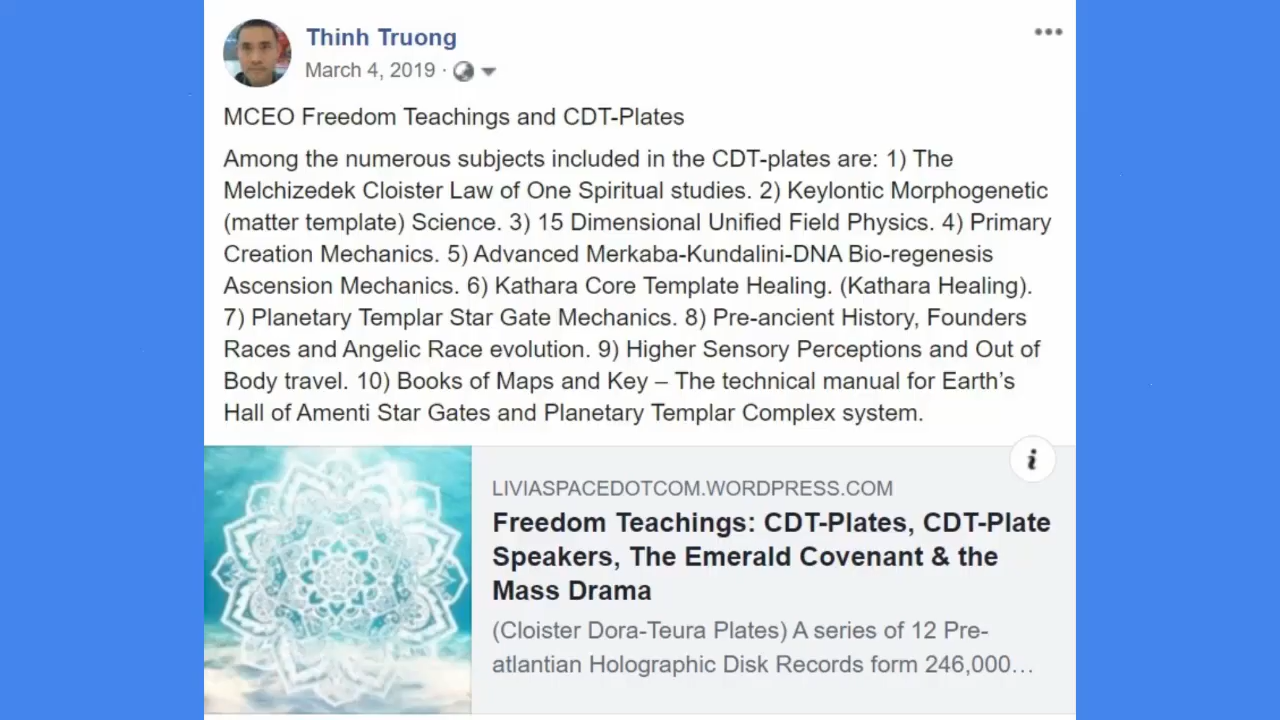 Thinh Truong
March 4, 2019 ·
MCEO Freedom Teachings and CDT-Plates
Among the numerous subjects included in the CDT-plates are: 1) The
Melchizedek Cloister Law of One Spiritual studies. 2) Keylontic Morphogenetic
(matter template) Science. 3) 15 Dimensional Unified Field Physics. 4) Primary
Creation Mechanics. 5) Advanced Merkaba-Kundalini-DNA Bio-regenesis
Ascension Mechanics. 6) Kathara Core Template Healing. (Kathara Healing).
7) Planetary Templar Star Gate Mechanics. 8) Pre-ancient History, Founders
Races and Angelic Race evolution. 9) Higher Sensory Perceptions and Out of
Body travel. 10) Books of Maps and Key – The technical manual for Earth’s
Hall of Amenti Star Gates and Planetary Templar Complex system.
i
LIVIASPACEDOTCOM.WORDPRESS.COM
Freedom Teachings: CDT-Plates, CDT-Plate
Speakers, The Emerald Covenant & the
Mass Drama
(Cloister Dora-Teura Plates) A series of 12 Pre-
atlantian Holographic Disk Records form 246,000…